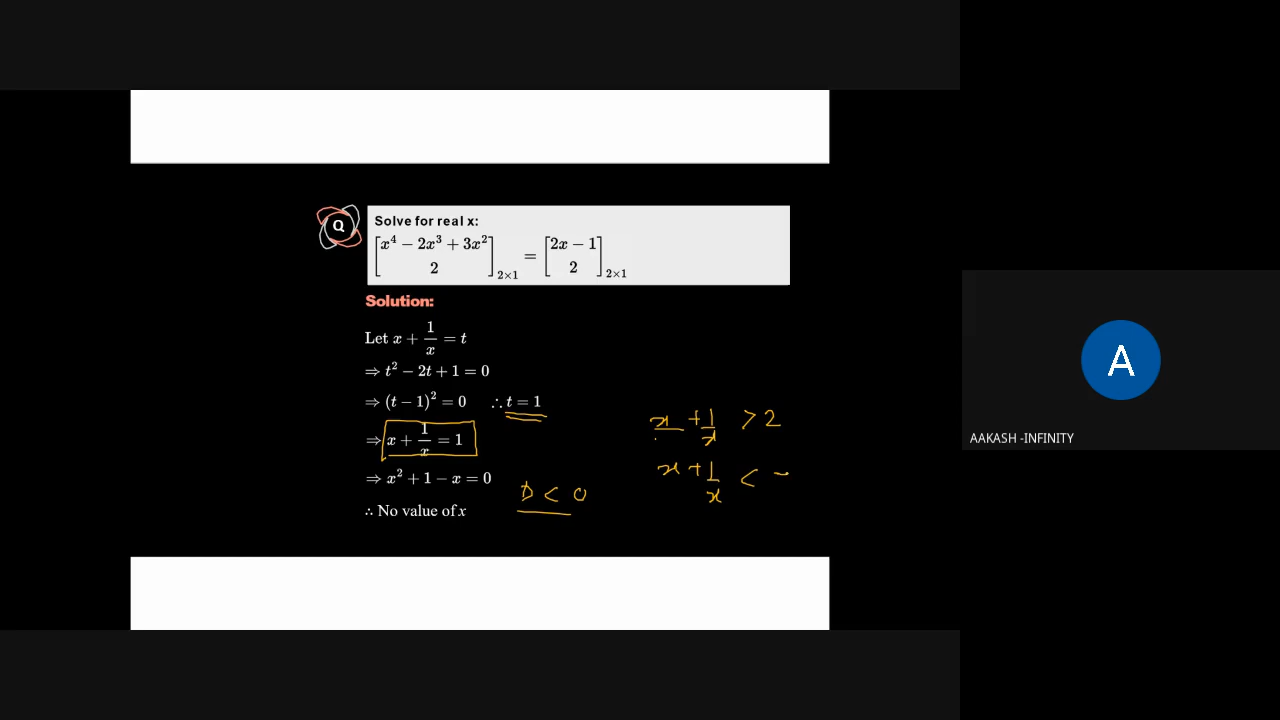 Q
Solve for real x:
[x⁴ − 2x³ + 3x²
2]₂ₓ₁ = [2x − 1
2]₂ₓ₁
Solution:
Let x + 1/x = t
⇒ t² − 2t + 1 = 0
⇒ (t − 1)² = 0 ∴ t = 1
⇒ x + 1/x = 1
⇒ x² + 1 − x = 0
∴ No value of x
D < 0
x + 1/x > 2
x + 1/x < -
A
AAKASH -INFINITY